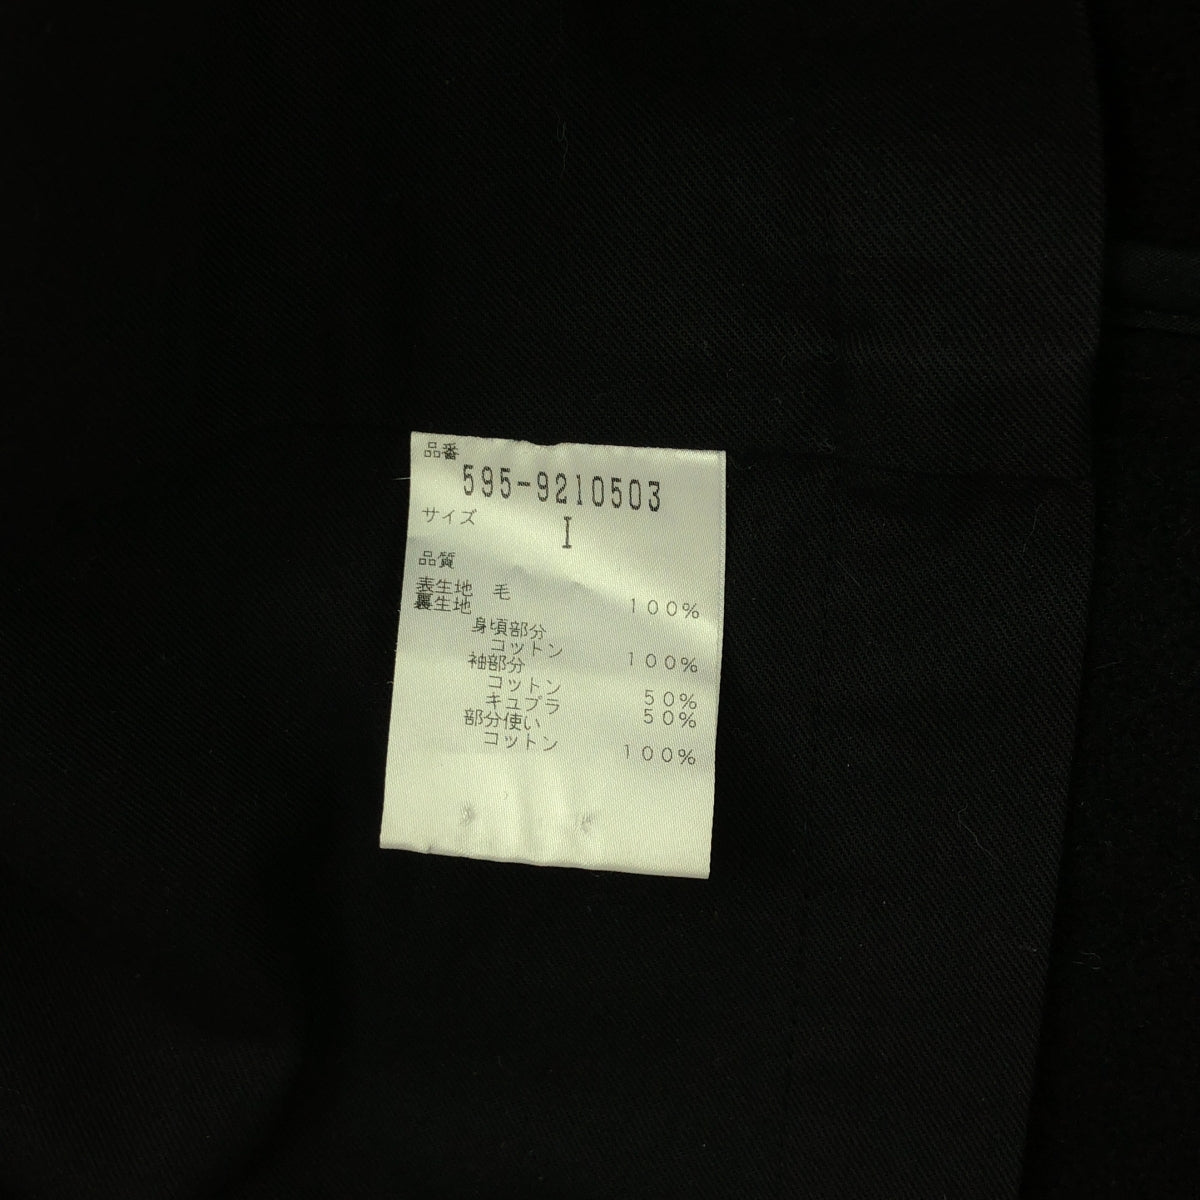 品番
595-9210503
サイズ I
品質
表生地 毛 100%
裏生地
身頃部分
コットン 100%
袖部分
コットン 50%
キュプラ 50%
部分使い
コットン 100%